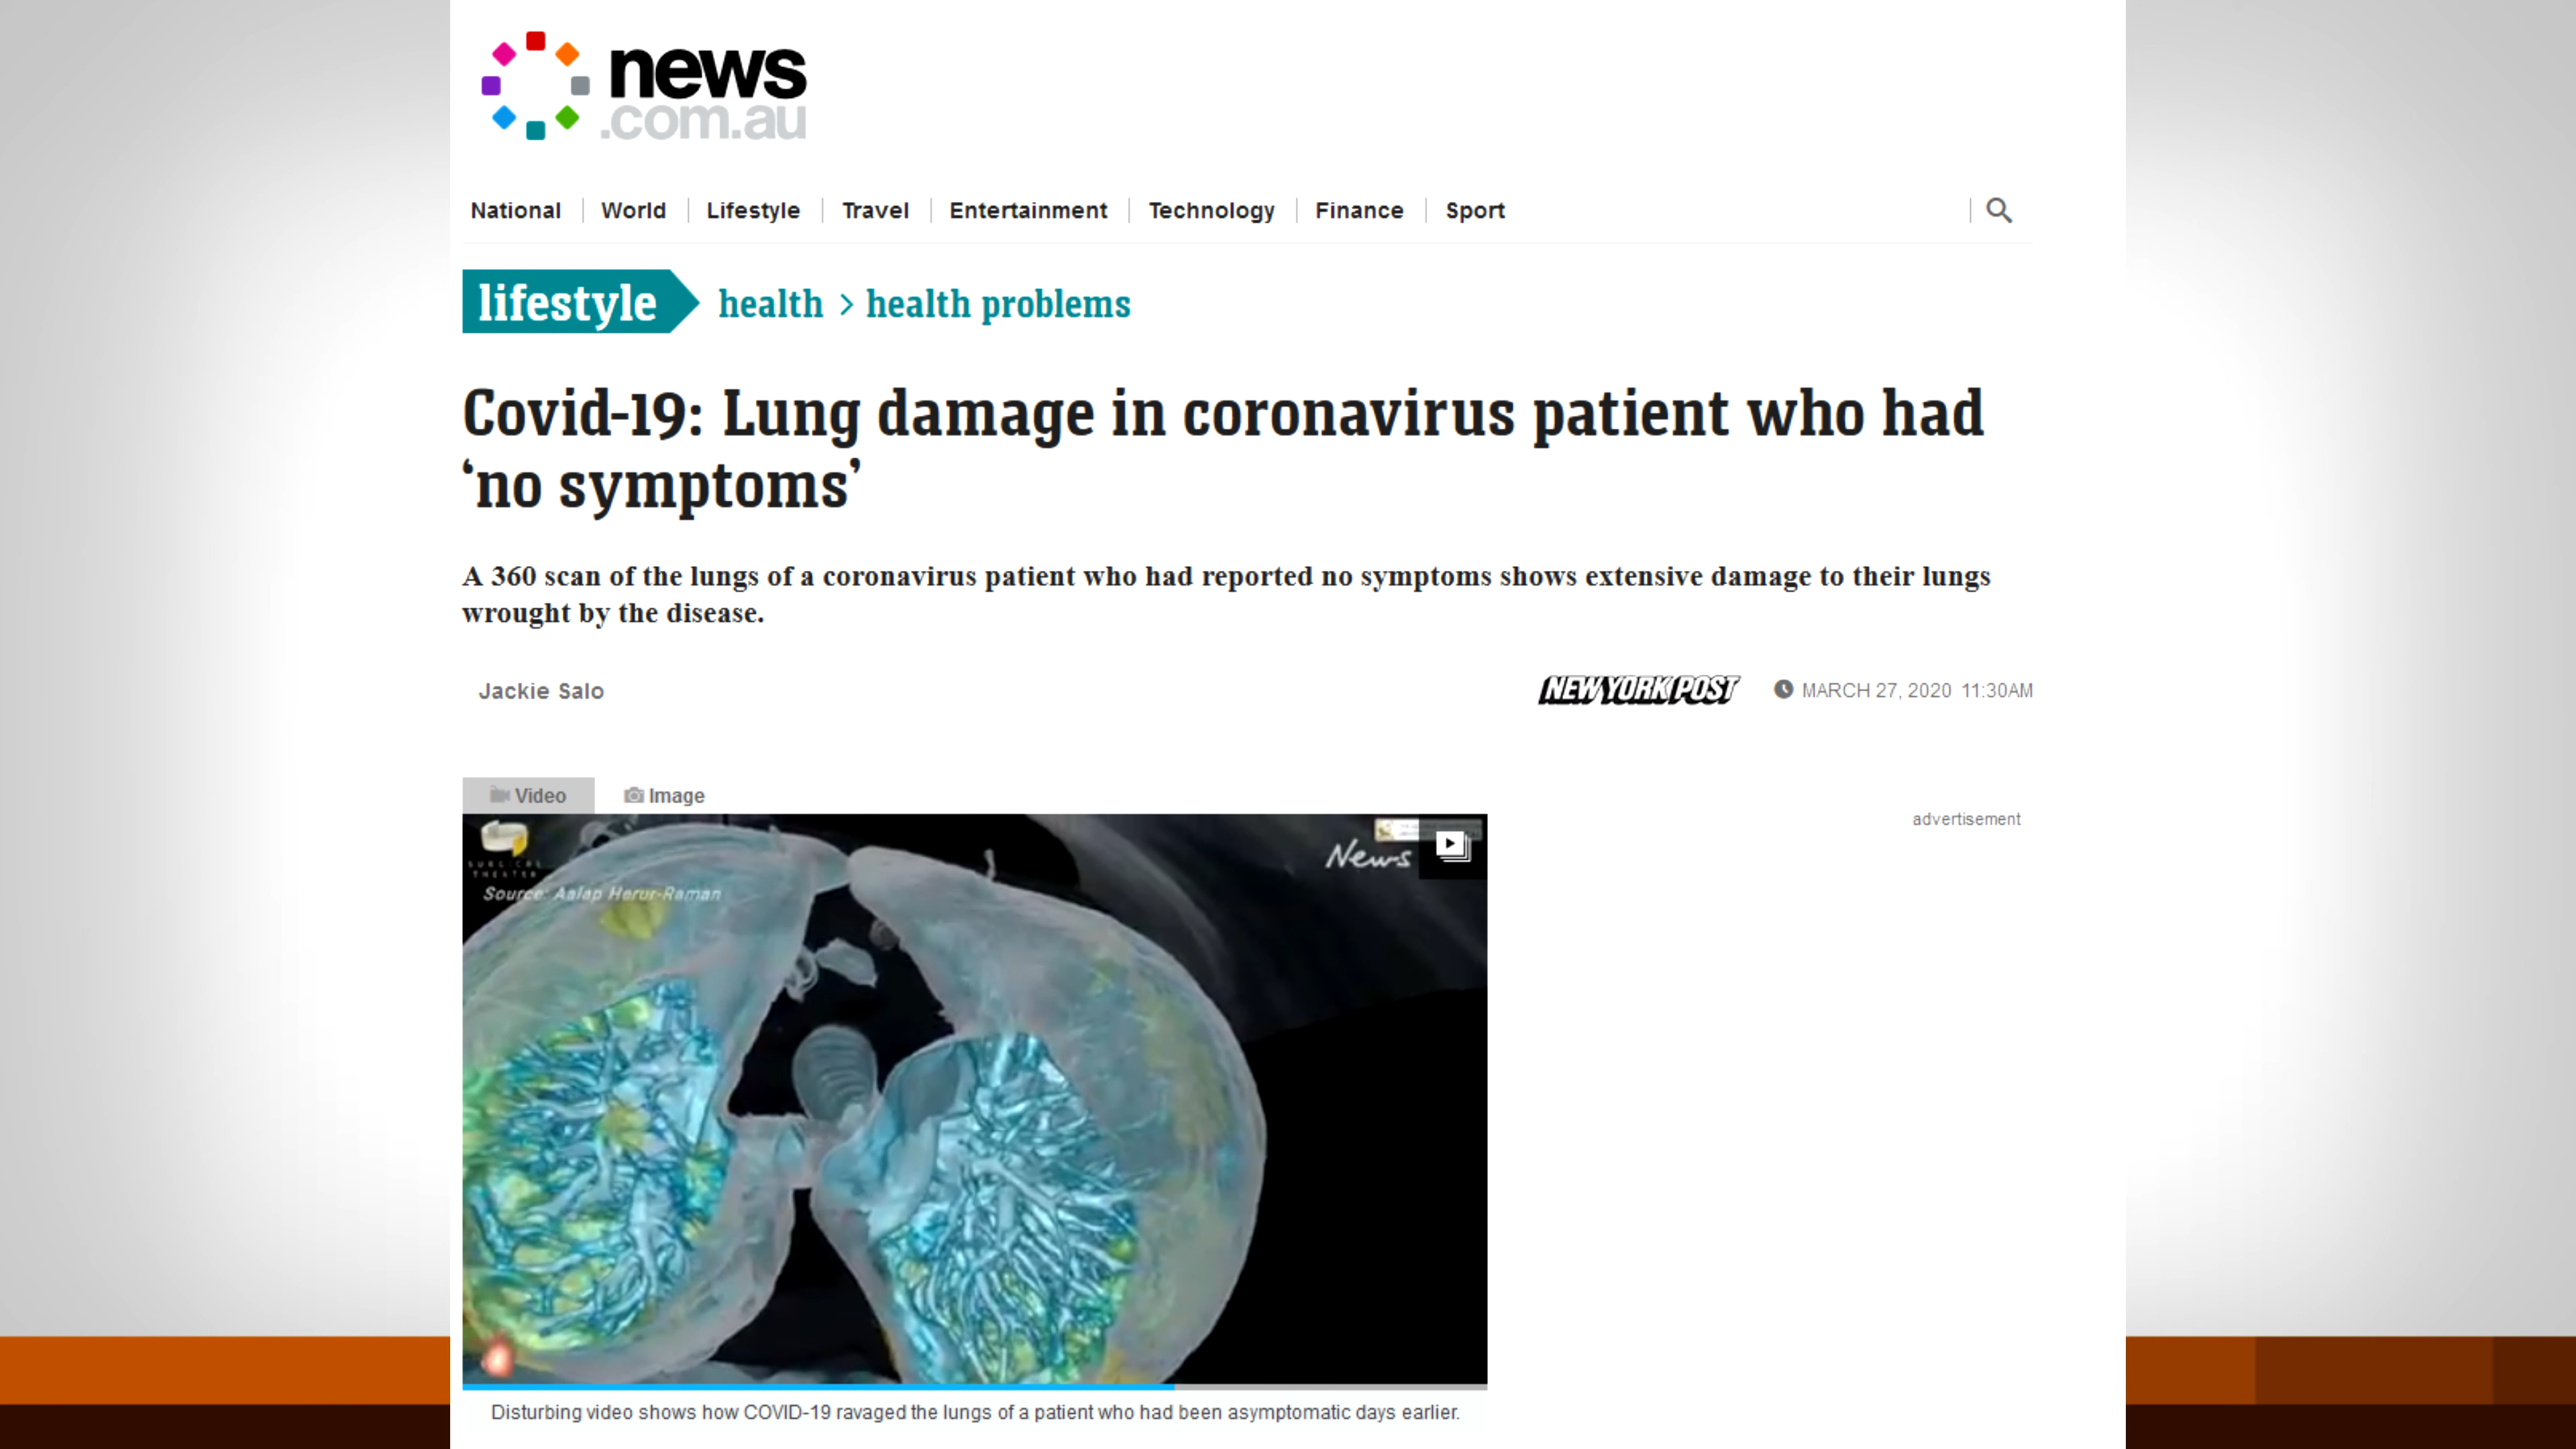 news
.com.au
National
World
Lifestyle
Travel
Entertainment
Technology
Finance
Sport
lifestyle
health > health problems
Covid-19: Lung damage in coronavirus patient who had
‘no symptoms’
A 360 scan of the lungs of a coronavirus patient who had reported no symptoms shows extensive damage to their lungs
wrought by the disease.
Jackie Salo
NEW YORK POST
MARCH 27, 2020 11:30AM
Video
Image
advertisement
SURGICAL
THEATER
News
Source: Aalap Herur-Raman
Disturbing video shows how COVID-19 ravaged the lungs of a patient who had been asymptomatic days earlier.